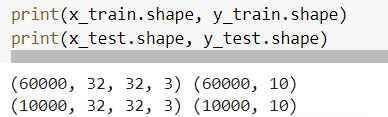 print(x_train.shape, y_train.shape)
print(x_test.shape, y_test.shape)
(60000, 32, 32, 3) (60000, 10)
(10000, 32, 32, 3) (10000, 10)